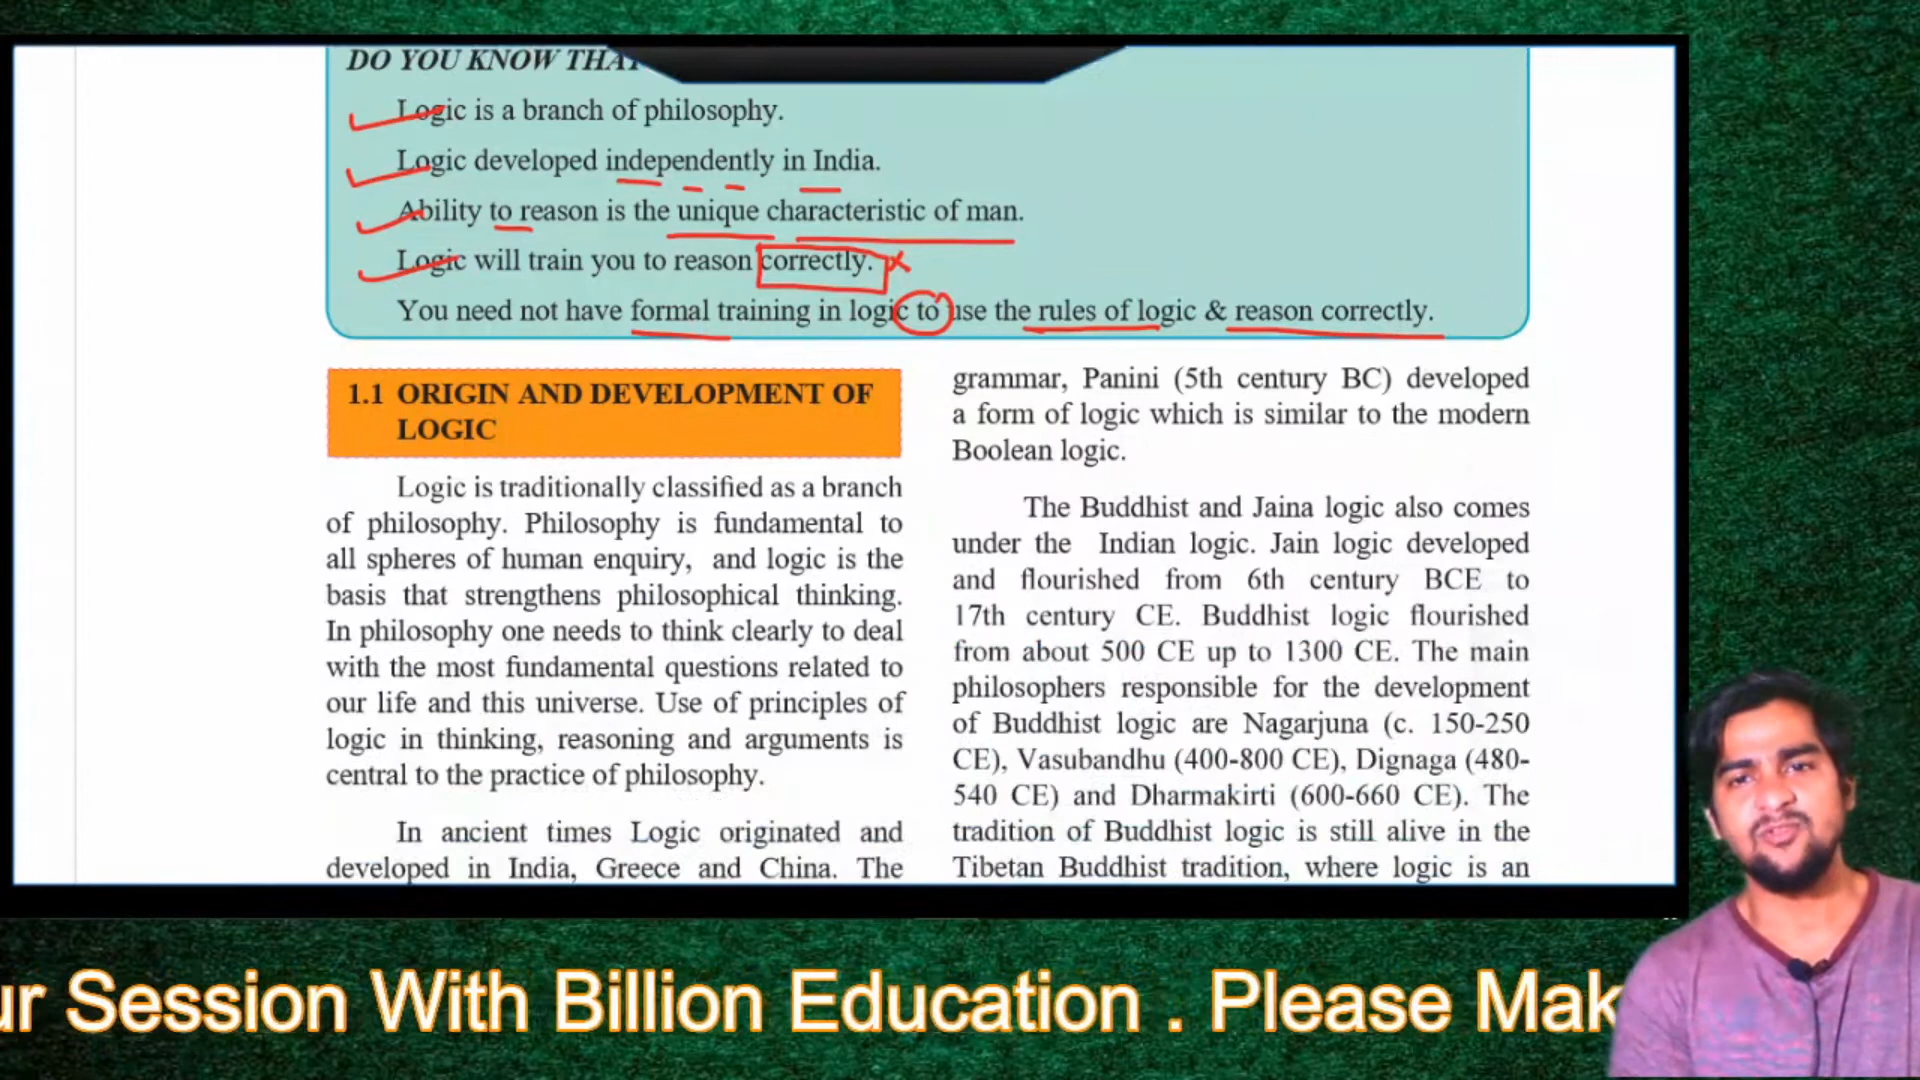 DO YOU KNOW THAT
Logic is a branch of philosophy.
Logic developed independently in India.
Ability to reason is the unique characteristic of man.
Logic will train you to reason correctly.
You need not have formal training in logic to use the rules of logic & reason correctly.
1.1 ORIGIN AND DEVELOPMENT OF
LOGIC
Logic is traditionally classified as a branch
of philosophy. Philosophy is fundamental to
all spheres of human enquiry, and logic is the
basis that strengthens philosophical thinking.
In philosophy one needs to think clearly to deal
with the most fundamental questions related to
our life and this universe. Use of principles of
logic in thinking, reasoning and arguments is
central to the practice of philosophy.
In ancient times Logic originated and
developed in India, Greece and China. The
grammar, Panini (5th century BC) developed
a form of logic which is similar to the modern
Boolean logic.
The Buddhist and Jaina logic also comes
under the Indian logic. Jain logic developed
and flourished from 6th century BCE to
17th century CE. Buddhist logic flourished
from about 500 CE up to 1300 CE. The main
philosophers responsible for the development
of Buddhist logic are Nagarjuna (c. 150-250
CE), Vasubandhu (400-800 CE), Dignaga (480-
540 CE) and Dharmakirti (600-660 CE). The
tradition of Buddhist logic is still alive in the
Tibetan Buddhist tradition, where logic is an
ur Session With Billion Education . Please Mak